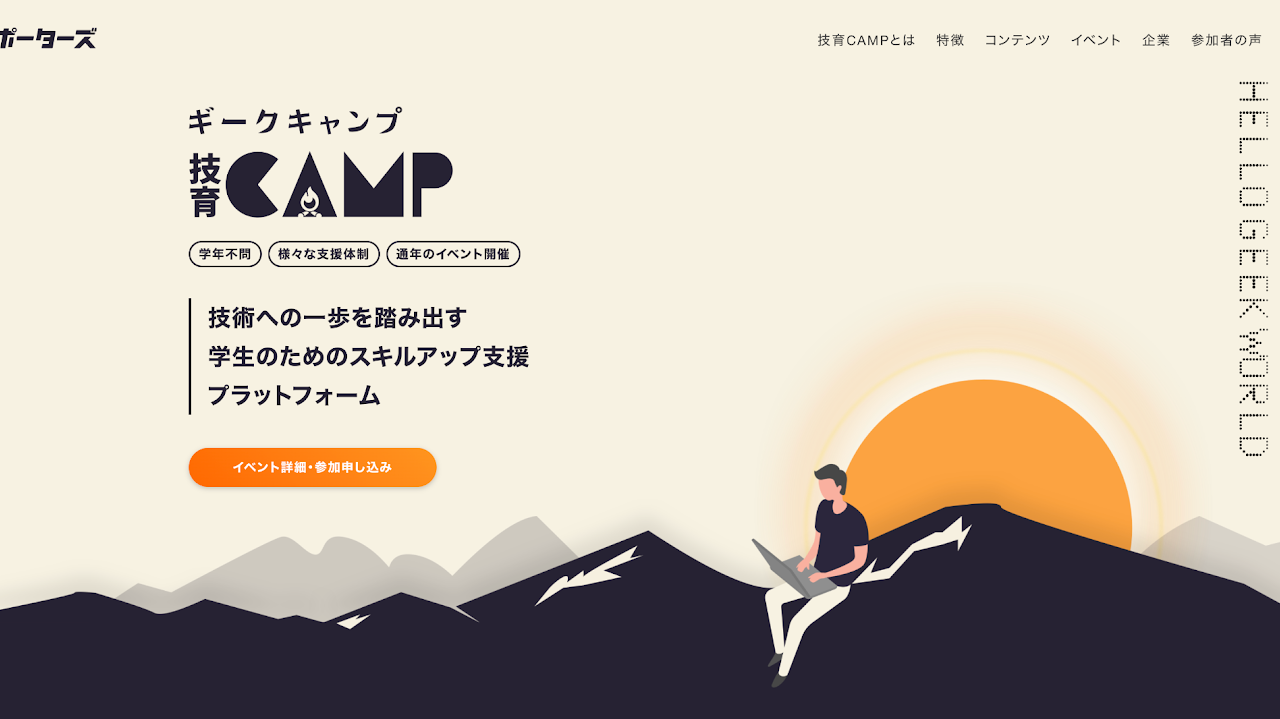 ポーターズ
技育CAMPとは 特徴 コンテンツ イベント 企業 参加者の声
ギークキャンプ
技育CAMP
学年不問 様々な支援体制 通年のイベント開催
技術への一歩を踏み出す
学生のためのスキルアップ支援
プラットフォーム
イベント詳細・参加申し込み
HELLO GEEK WORLD